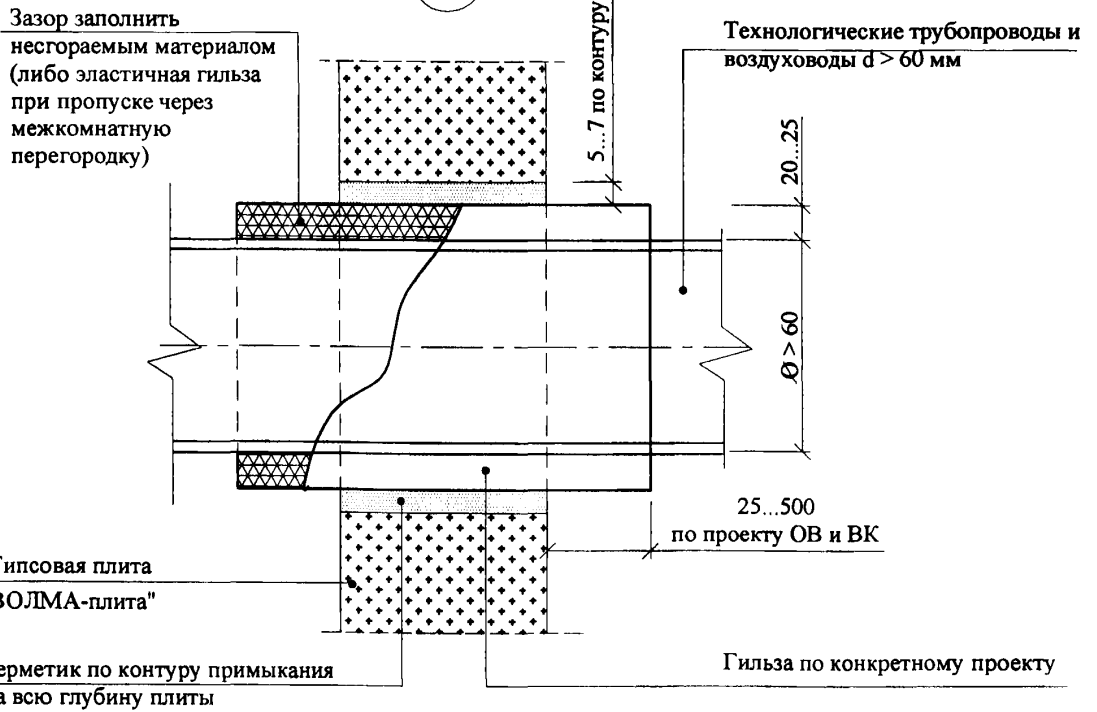 Зазор заполнить
несгораемым материалом
(либо эластичная гильза
при пропуске через
межкомнатную
перегородку)
5...7 по контуру
Технологические трубопроводы и
воздуховоды d > 60 мм
20...25
Ø > 60
25...500
по проекту ОВ и ВК
ипсовая плита
ВОЛМА-плита"
ерметик по контуру примыкания
а всю глубину плиты
Гильза по конкретному проекту